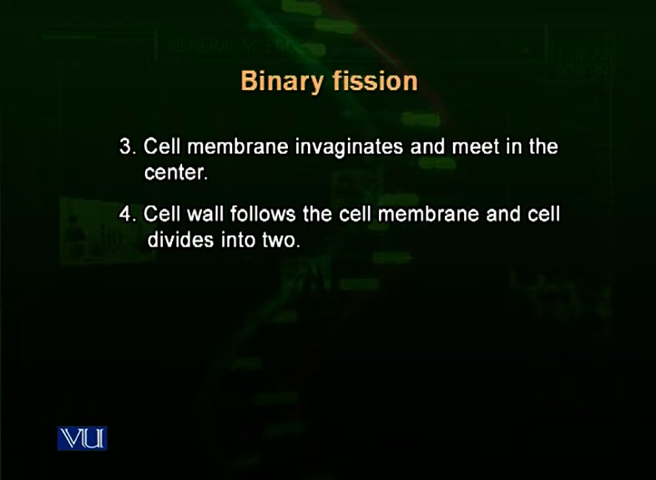 Binary fission
3. Cell membrane invaginates and meet in the
center.
4. Cell wall follows the cell membrane and cell
divides into two.
VU